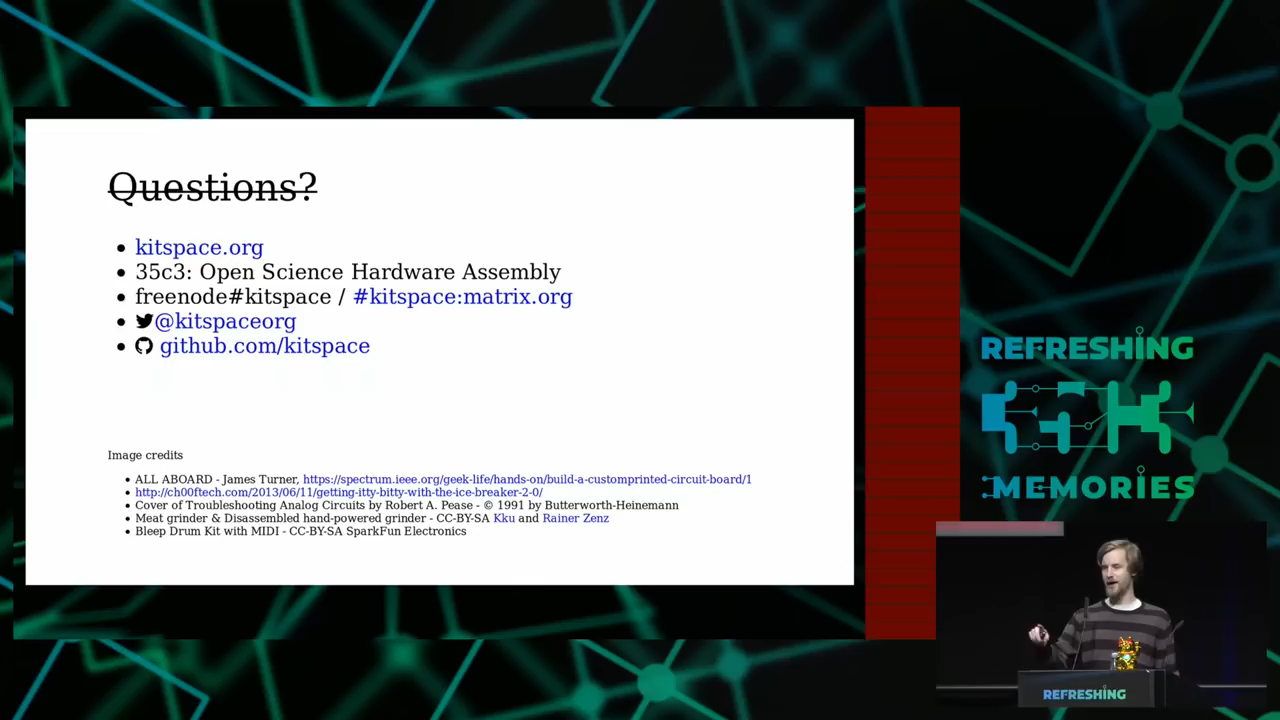 Questions?
kitspace.org
35c3: Open Science Hardware Assembly
freenode#kitspace / #kitspace:matrix.org
@kitspaceorg
github.com/kitspace
Image credits
ALL ABOARD - James Turner, https://spectrum.ieee.org/geek-life/hands-on/build-a-customprinted-circuit-board/1
http://ch00ftech.com/2013/06/11/getting-itty-bitty-with-the-ice-breaker-2-0/
Cover of Troubleshooting Analog Circuits by Robert A. Pease - © 1991 by Butterworth-Heinemann
Meat grinder & Disassembled hand-powered grinder - CC-BY-SA Kku and Rainer Zenz
Bleep Drum Kit with MIDI - CC-BY-SA SparkFun Electronics
REFRESHING
MEMORIES
REFRESHING